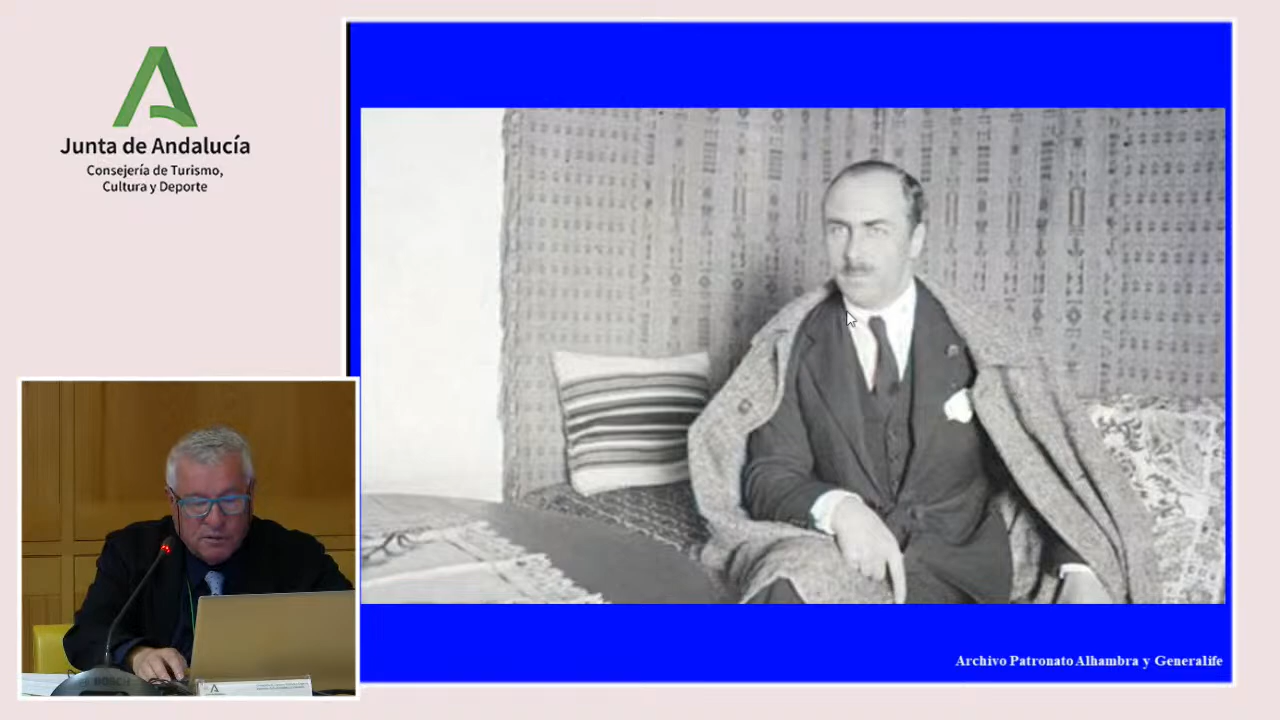 Junta de Andalucía
Consejería de Turismo,
Cultura y Deporte
Archivo Patronato Alhambra y Generalife